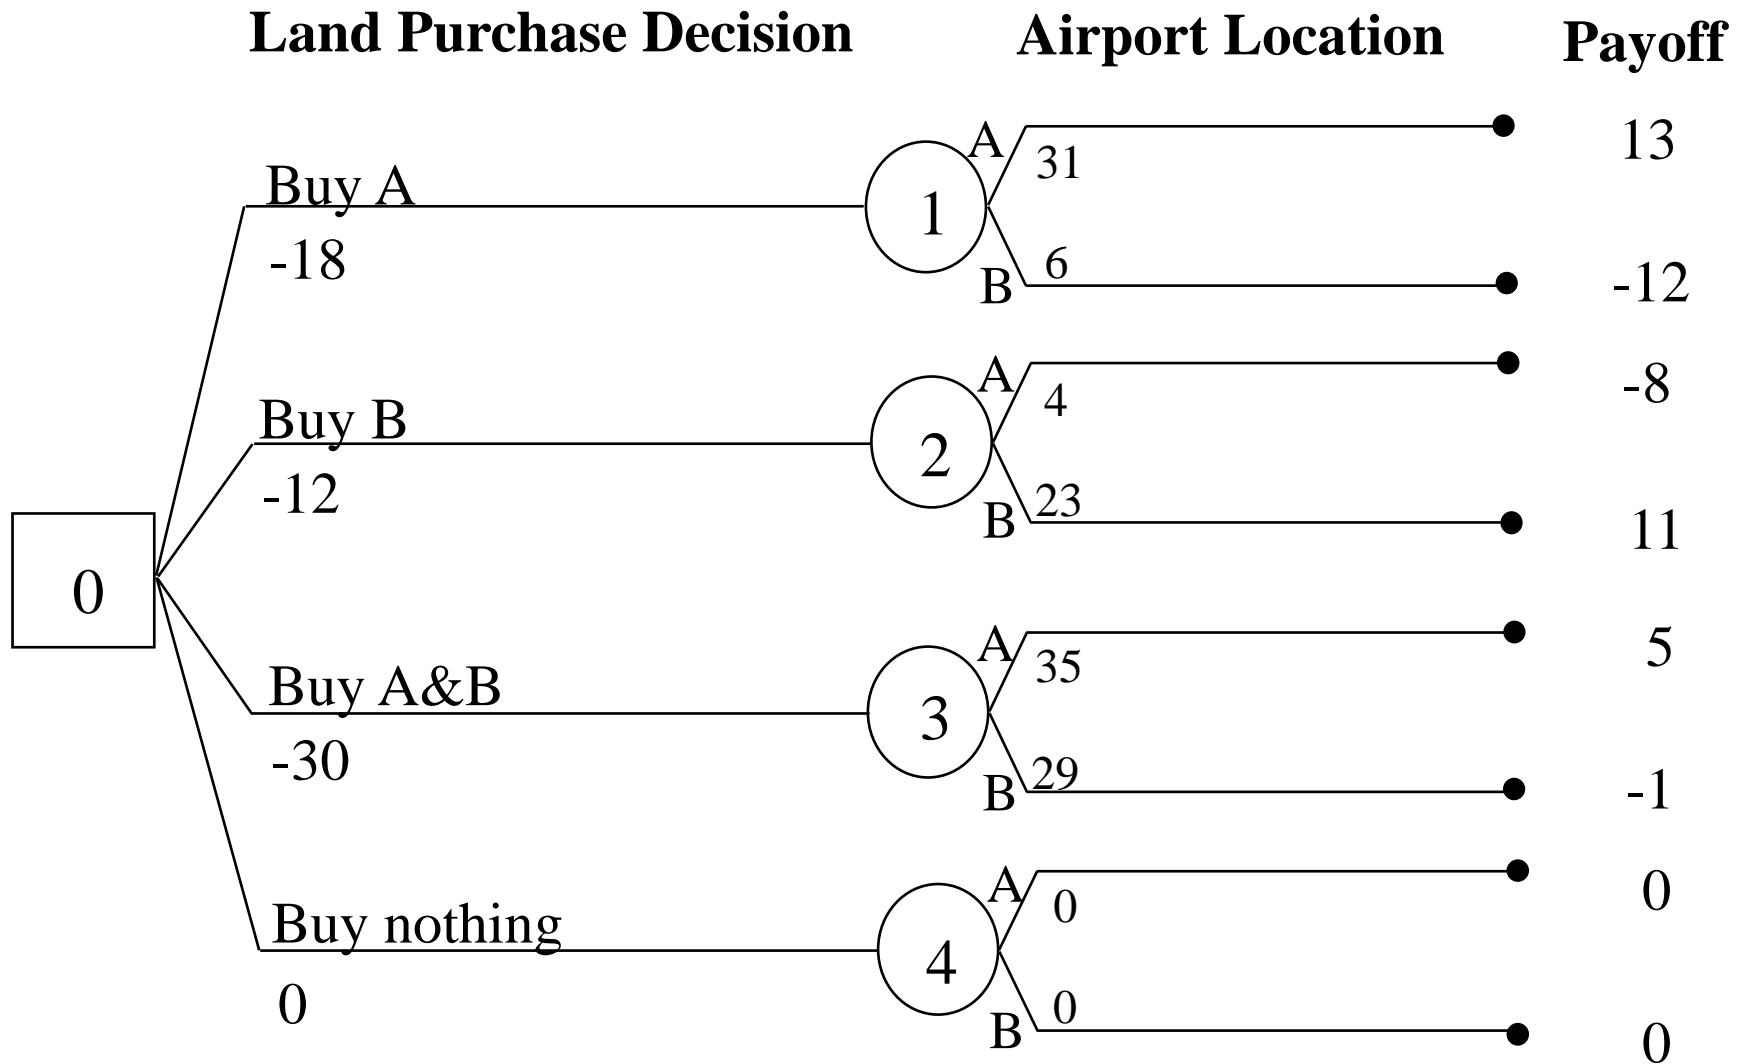 Land Purchase Decision Airport Location Payoff
A 13
31
Buy A 1
-18 6
B -12
A -8
4
Buy B 2
-12 23
B 11
0
A 5
35
Buy A&B 3
-30 29
B -1
A 0
0
Buy nothing 4
0 0
B 0